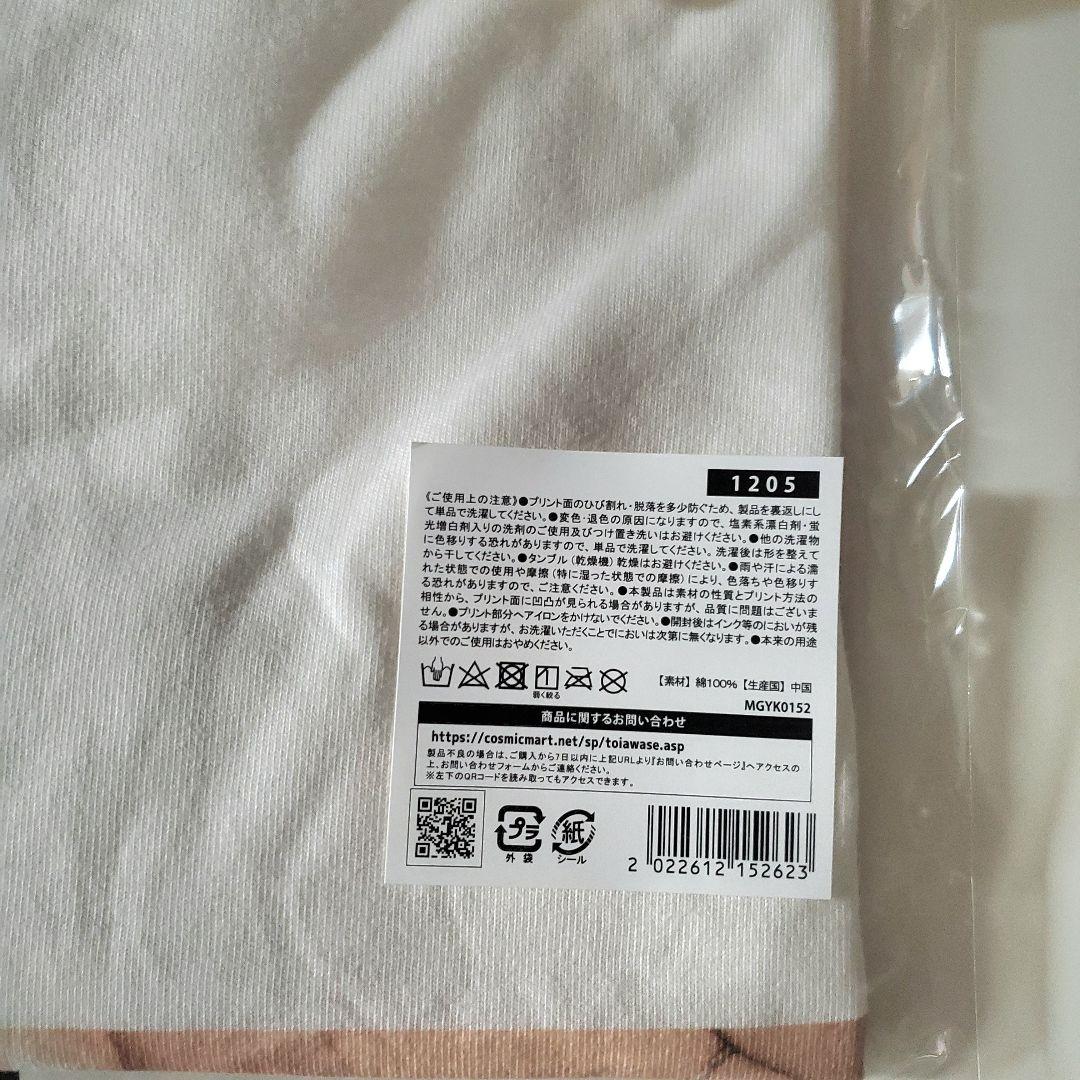 1205
《ご使用上の注意》●プリント面のひび割れ・脱落を多少防ぐため、製品を裏返しにし
て単品で洗濯してください。●変色・退色の原因になりますので、塩素系漂白剤・蛍
光増白剤入りの洗剤のご使用及びつけ置き洗いはお避けください。●他の洗濯物
に色移りする恐れがありますので、単品で洗濯してください。洗濯後は形を整えて
から干してください。●タンブル（乾燥機）乾燥はお避けください。●雨や汗による濡
れた状態での使用や摩擦（特に湿った状態での摩擦）により、色落ちや色移りす
る恐れがありますので、ご注意ください。●本製品は素材の性質とプリント方法の
相性から、プリント面に凹凸が見られる場合がありますが、品質に問題はございま
せん。●プリント部分へアイロンをかけないでください。●開封後はインク等のにおいが残
る場合がありますが、お洗濯いただくことでにおいは次第に無くなります。●本来の用途
以外でのご使用はおやめください。
弱く絞る
【素材】綿100%【生産国】中国
MGYK0152
商品に関するお問い合わせ
https://cosmicmart.net/sp/toiawase.asp
製品不良の場合は、ご購入から7日以内に上記URLより『お問い合わせページ』へアクセスの
上、お問い合わせフォームからご連絡ください。
※左下のQRコードを読み取ってもアクセスできます。
プラ
外 袋
紙
シール
2 022612 152623